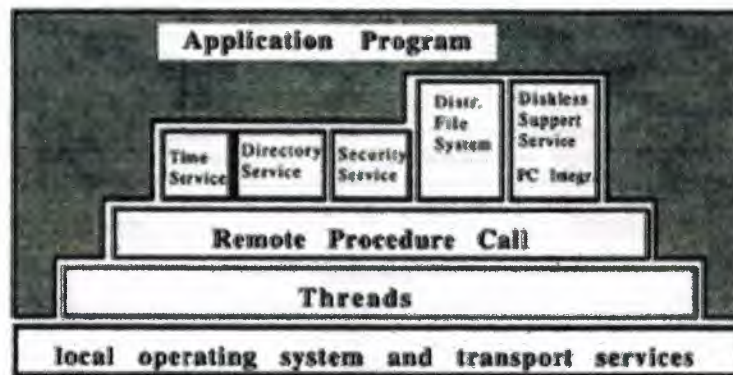 Application Program
Time
Service
Directory
Service
Security
Service
Distr.
File
System
Diskless
Support
Service
PC Integr.
Remote Procedure Call
Threads
local operating system and transport services